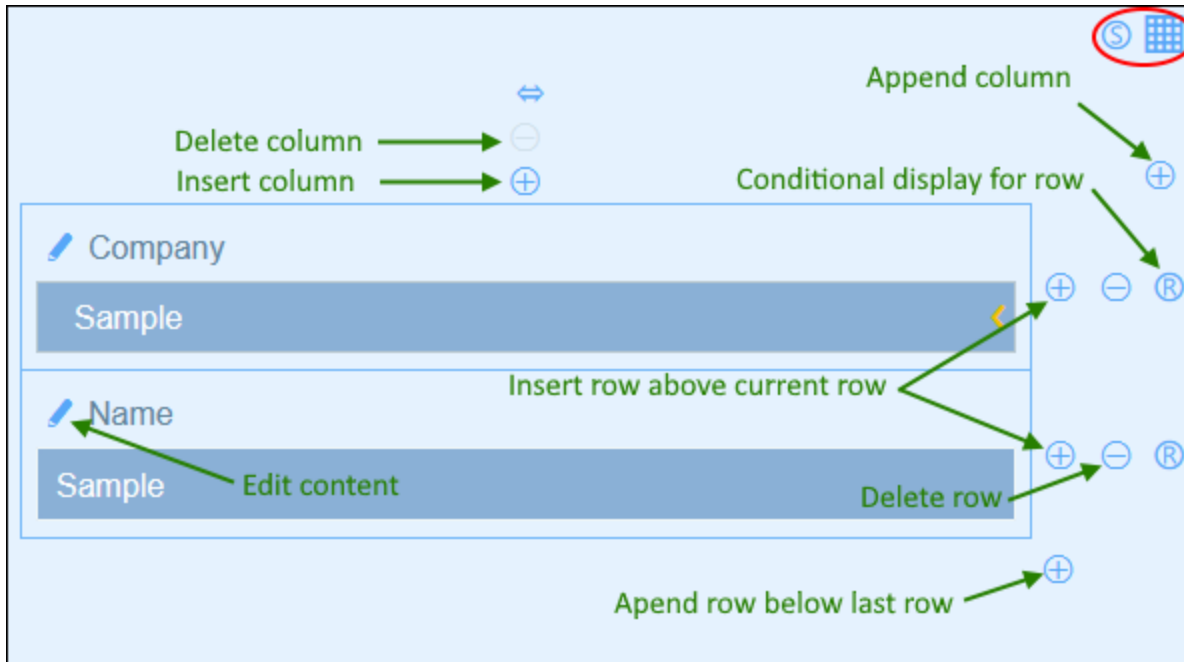 Ⓢ
Append column
Delete column
Insert column
Conditional display for row
Company
Sample
Ⓡ
Insert row above current row
Name
Sample
Ⓡ
Edit content
Delete row
Apend row below last row